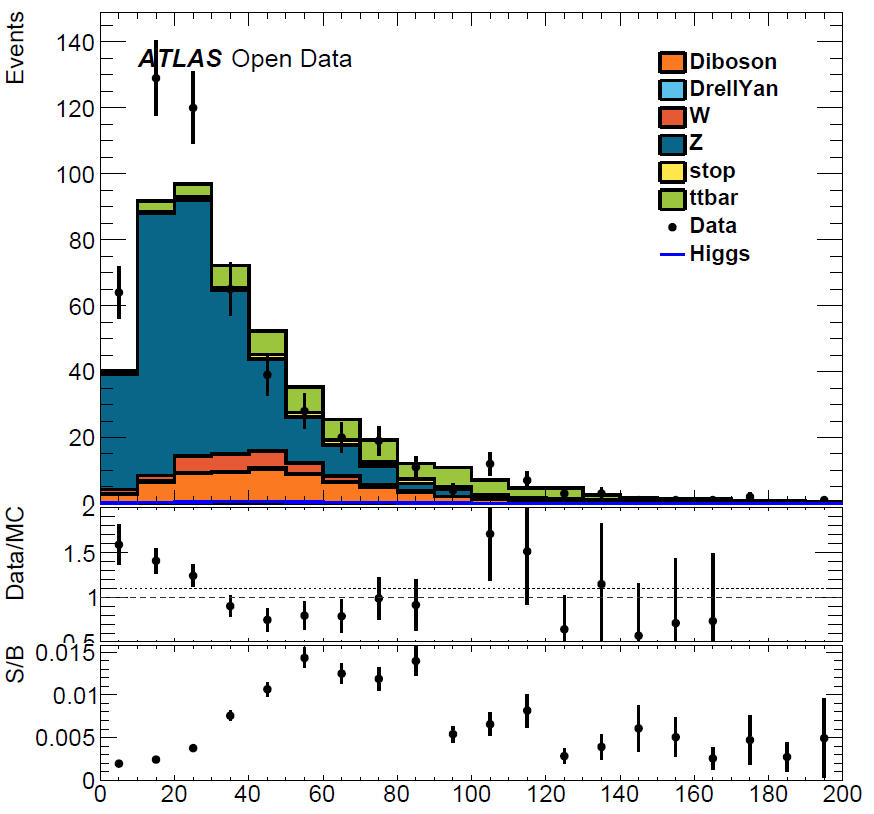 Events
140
120
100
80
60
40
20
0
ATLAS Open Data
Diboson
DrellYan
W
Z
stop
ttbar
Data
Higgs
Data/MC
2
1.5
1
0.5
S/B
0.015
0.01
0.005
0
0 20 40 60 80 100 120 140 160 180 200